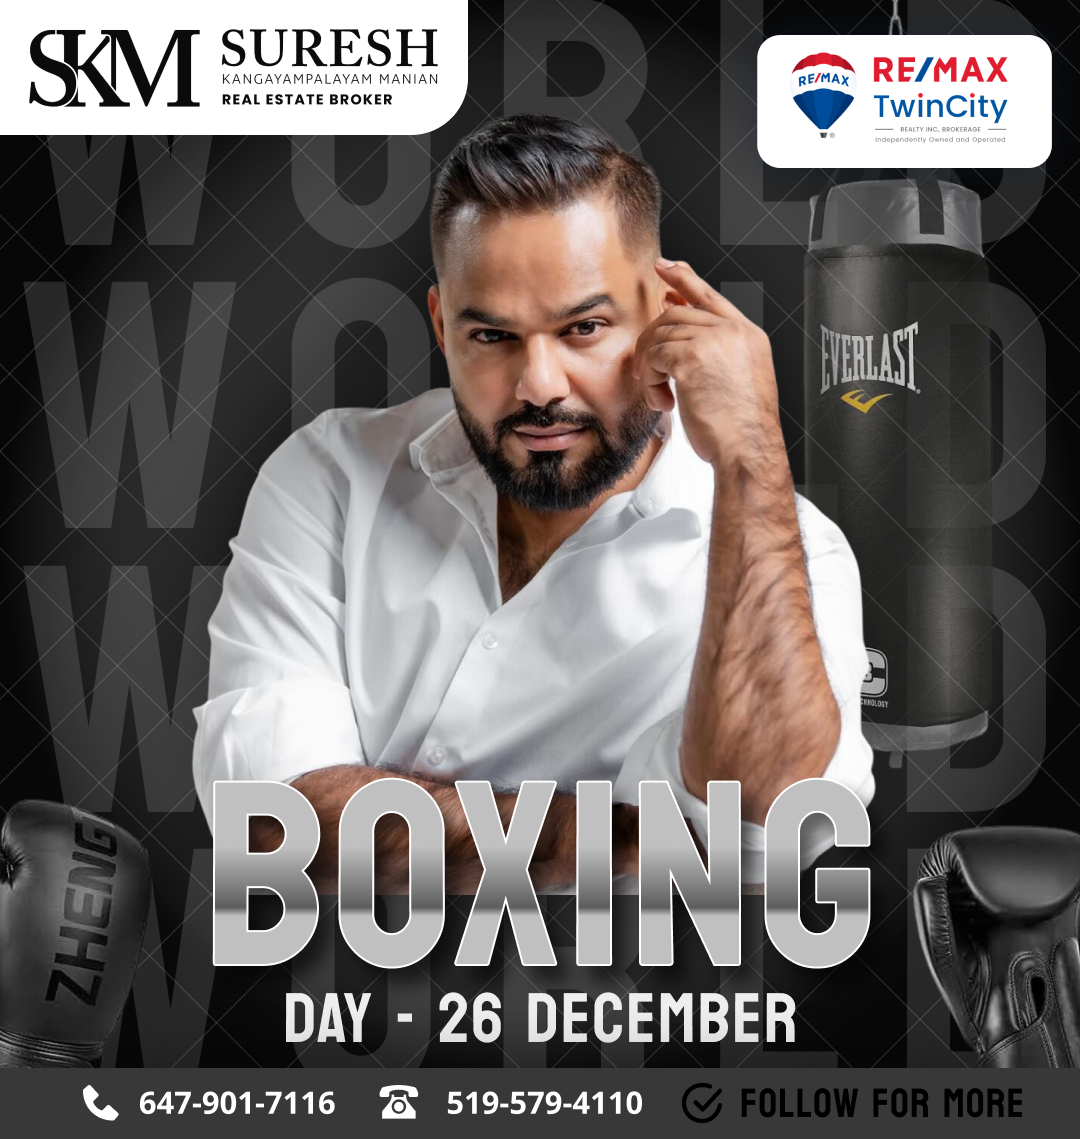 SKM
SURESH
KANGAYAMPALAYAM MANIAN
REAL ESTATE BROKER
RE/MAX
®
RE/MAX
TwinCity
REALTY INC., BROKERAGE
Independently Owned and Operated
WORLD
WORLD
WORLD
WORLD
EVERLAST
ZHENG
BOXING
DAY - 26 DECEMBER
647-901-7116
519-579-4110
FOLLOW FOR MORE